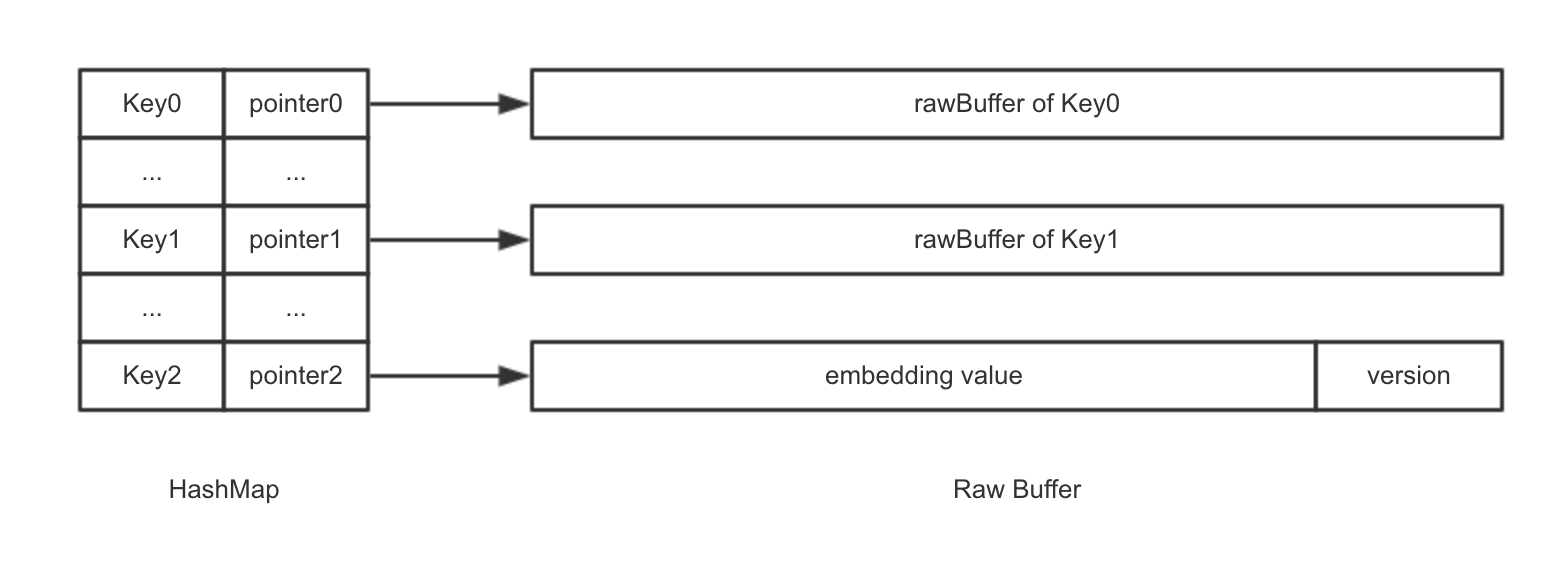 Key0 pointer0 rawBuffer of Key0
... ...
Key1 pointer1 rawBuffer of Key1
... ...
Key2 pointer2 embedding value version
HashMap Raw Buffer